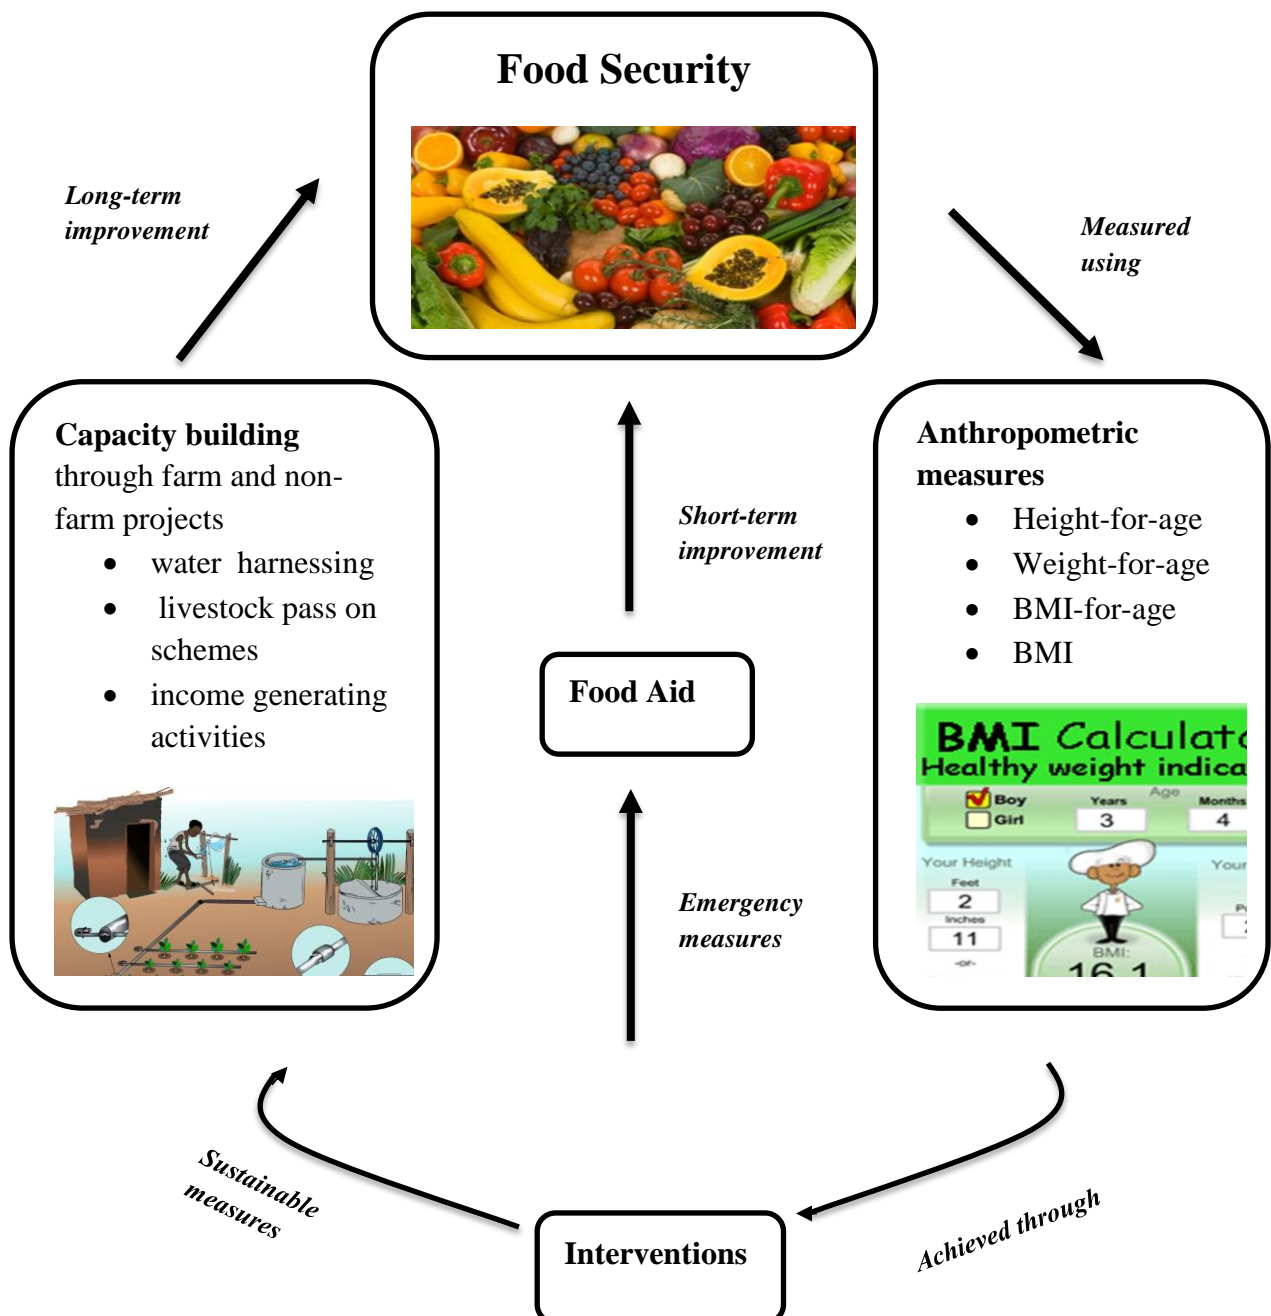 Food Security
Long-term
improvement
Measured
using
Capacity building
through farm and non-
farm projects
• water harnessing
• livestock pass on
schemes
• income generating
activities
Short-term
improvement
Food Aid
Emergency
measures
Anthropometric
measures
• Height-for-age
• Weight-for-age
• BMI-for-age
• BMI
BMI
Healthy weight
Boy
Girl
Age
Years
Months
3
4
Your Height
Feet
2
Inches
11
-or-
BMI:
16.1
Sustainable
measures
Interventions
Achieved through